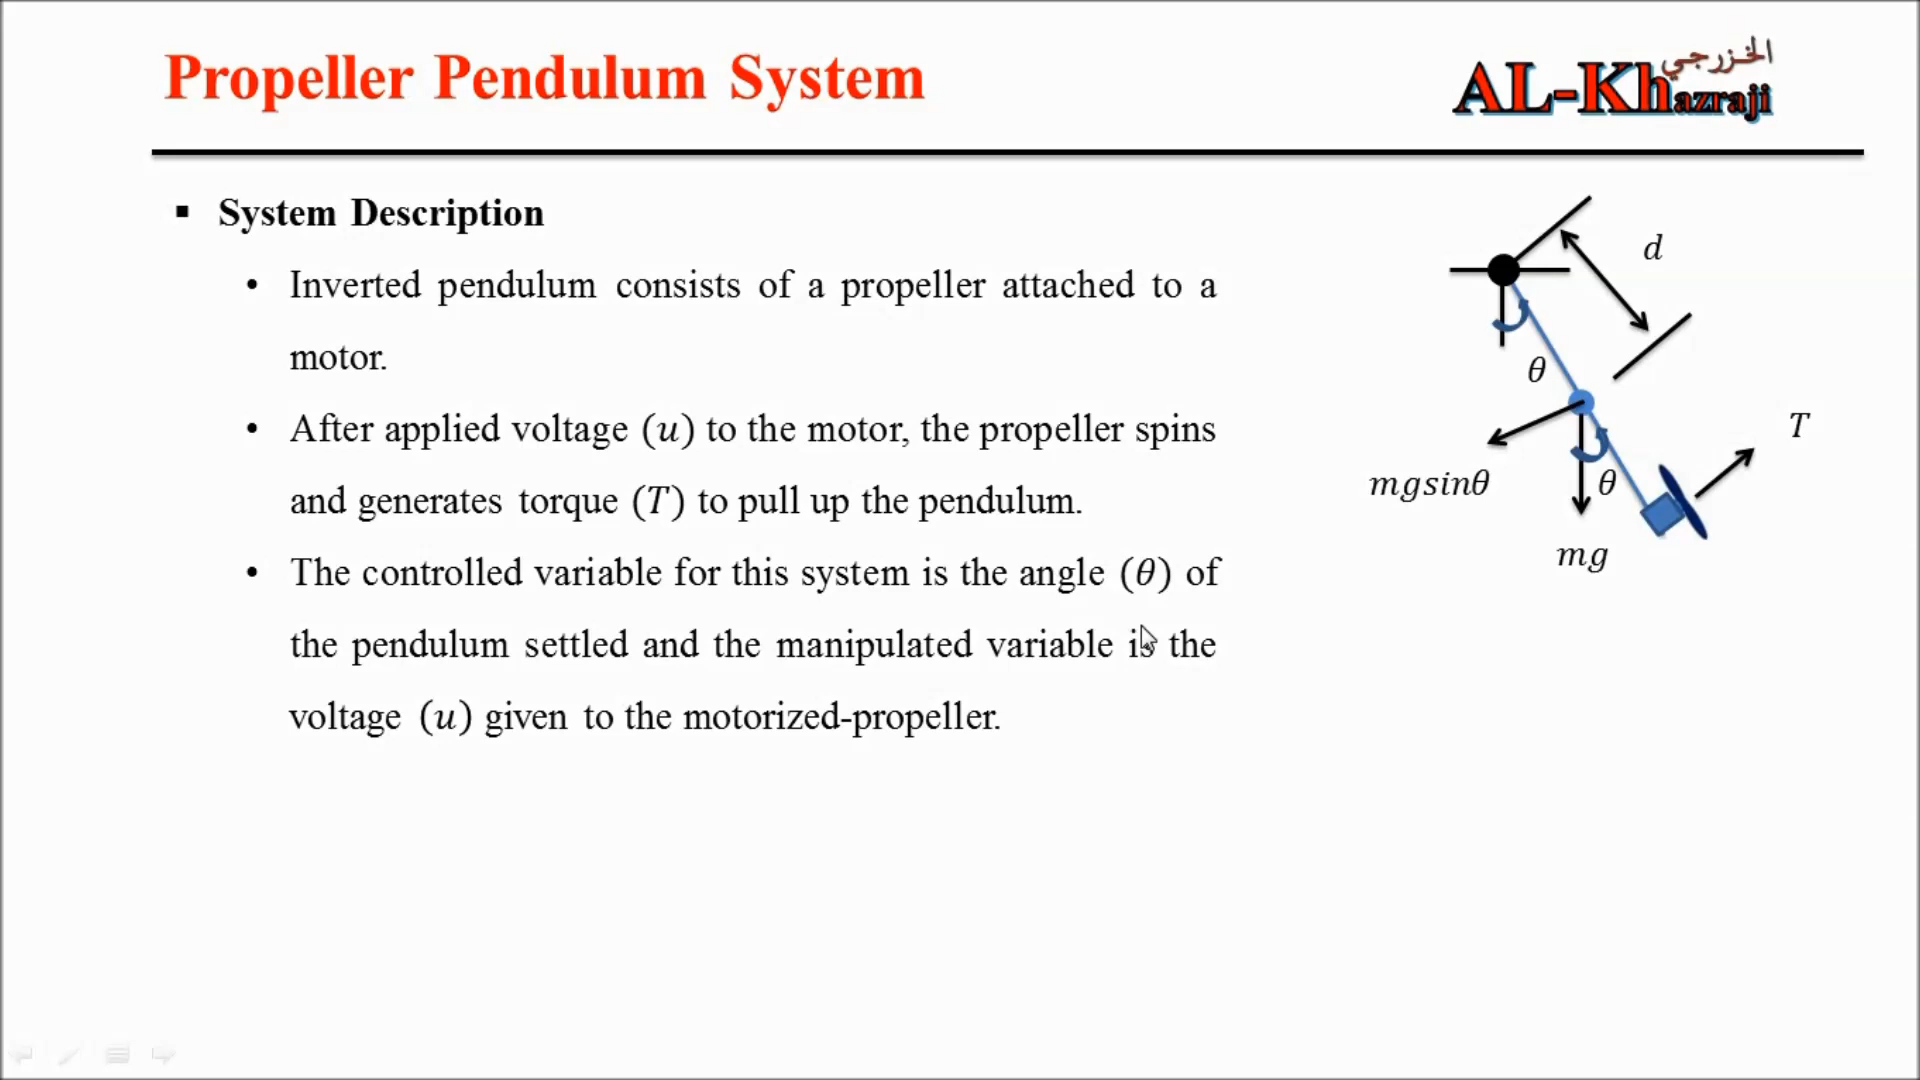 Propeller Pendulum System
الخزرجي
AL-Khazraji
▪ System Description
• Inverted pendulum consists of a propeller attached to a
motor.
• After applied voltage (u) to the motor, the propeller spins
and generates torque (T) to pull up the pendulum.
• The controlled variable for this system is the angle (θ) of
the pendulum settled and the manipulated variable is the
voltage (u) given to the motorized-propeller.
d
θ
T
mgsinθ
θ
mg